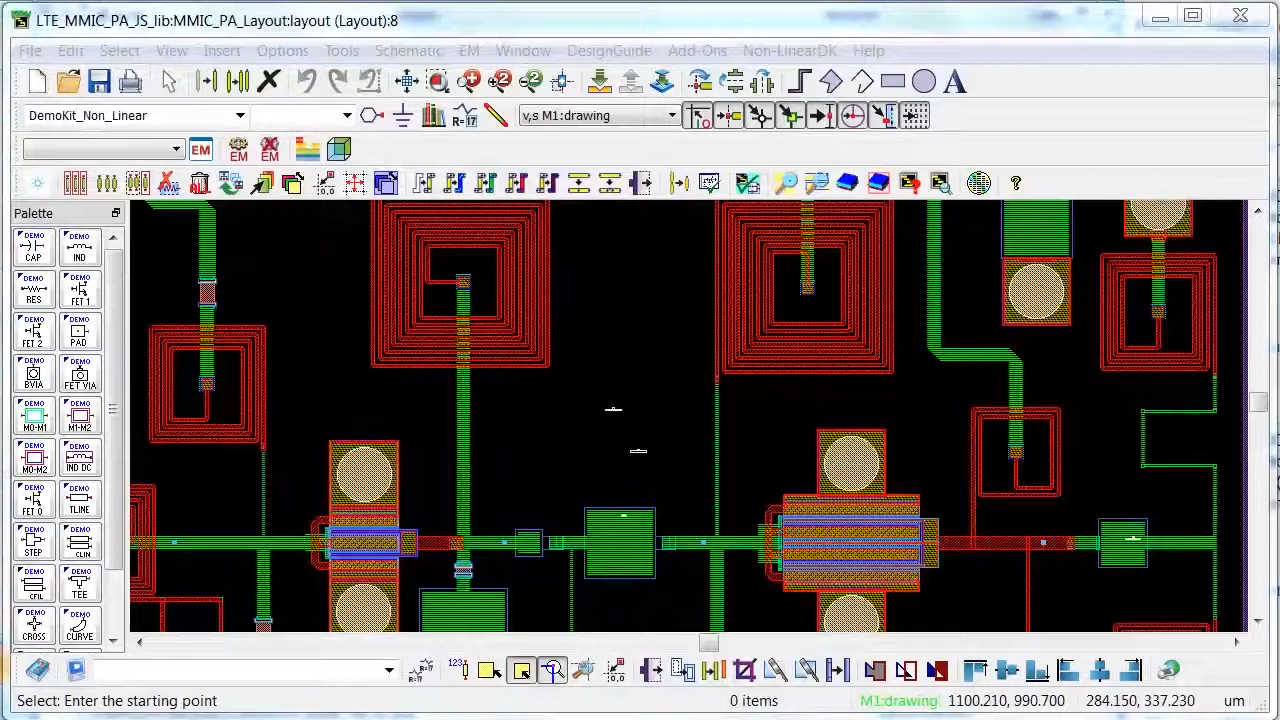 LTE_MMIC_PA_JS_lib:MMIC_PA_Layout:layout (Layout):8
File Edit Select View Insert Options Tools Schematic EM Window DesignGuide Add-Ons Non-LinearDK Help
DemoKit_Non_Linear
v,s M1:drawing
EM EM EM
Palette
DEMO CAP DEMO IND
DEMO RES DEMO FET 1
DEMO FET 2 DEMO PAD
DEMO BVIA DEMO FET VIA
DEMO M0-M1 DEMO M1-M2
DEMO M0-M2 DEMO IND DC
DEMO FET 0 DEMO TLINE
DEMO STEP DEMO CLIN
DEMO CFIL DEMO TEE
DEMO CROSS DEMO CURVE
Select: Enter the starting point 0 items M1:drawing 1100.210, 990.700 284.150, 337.230 um